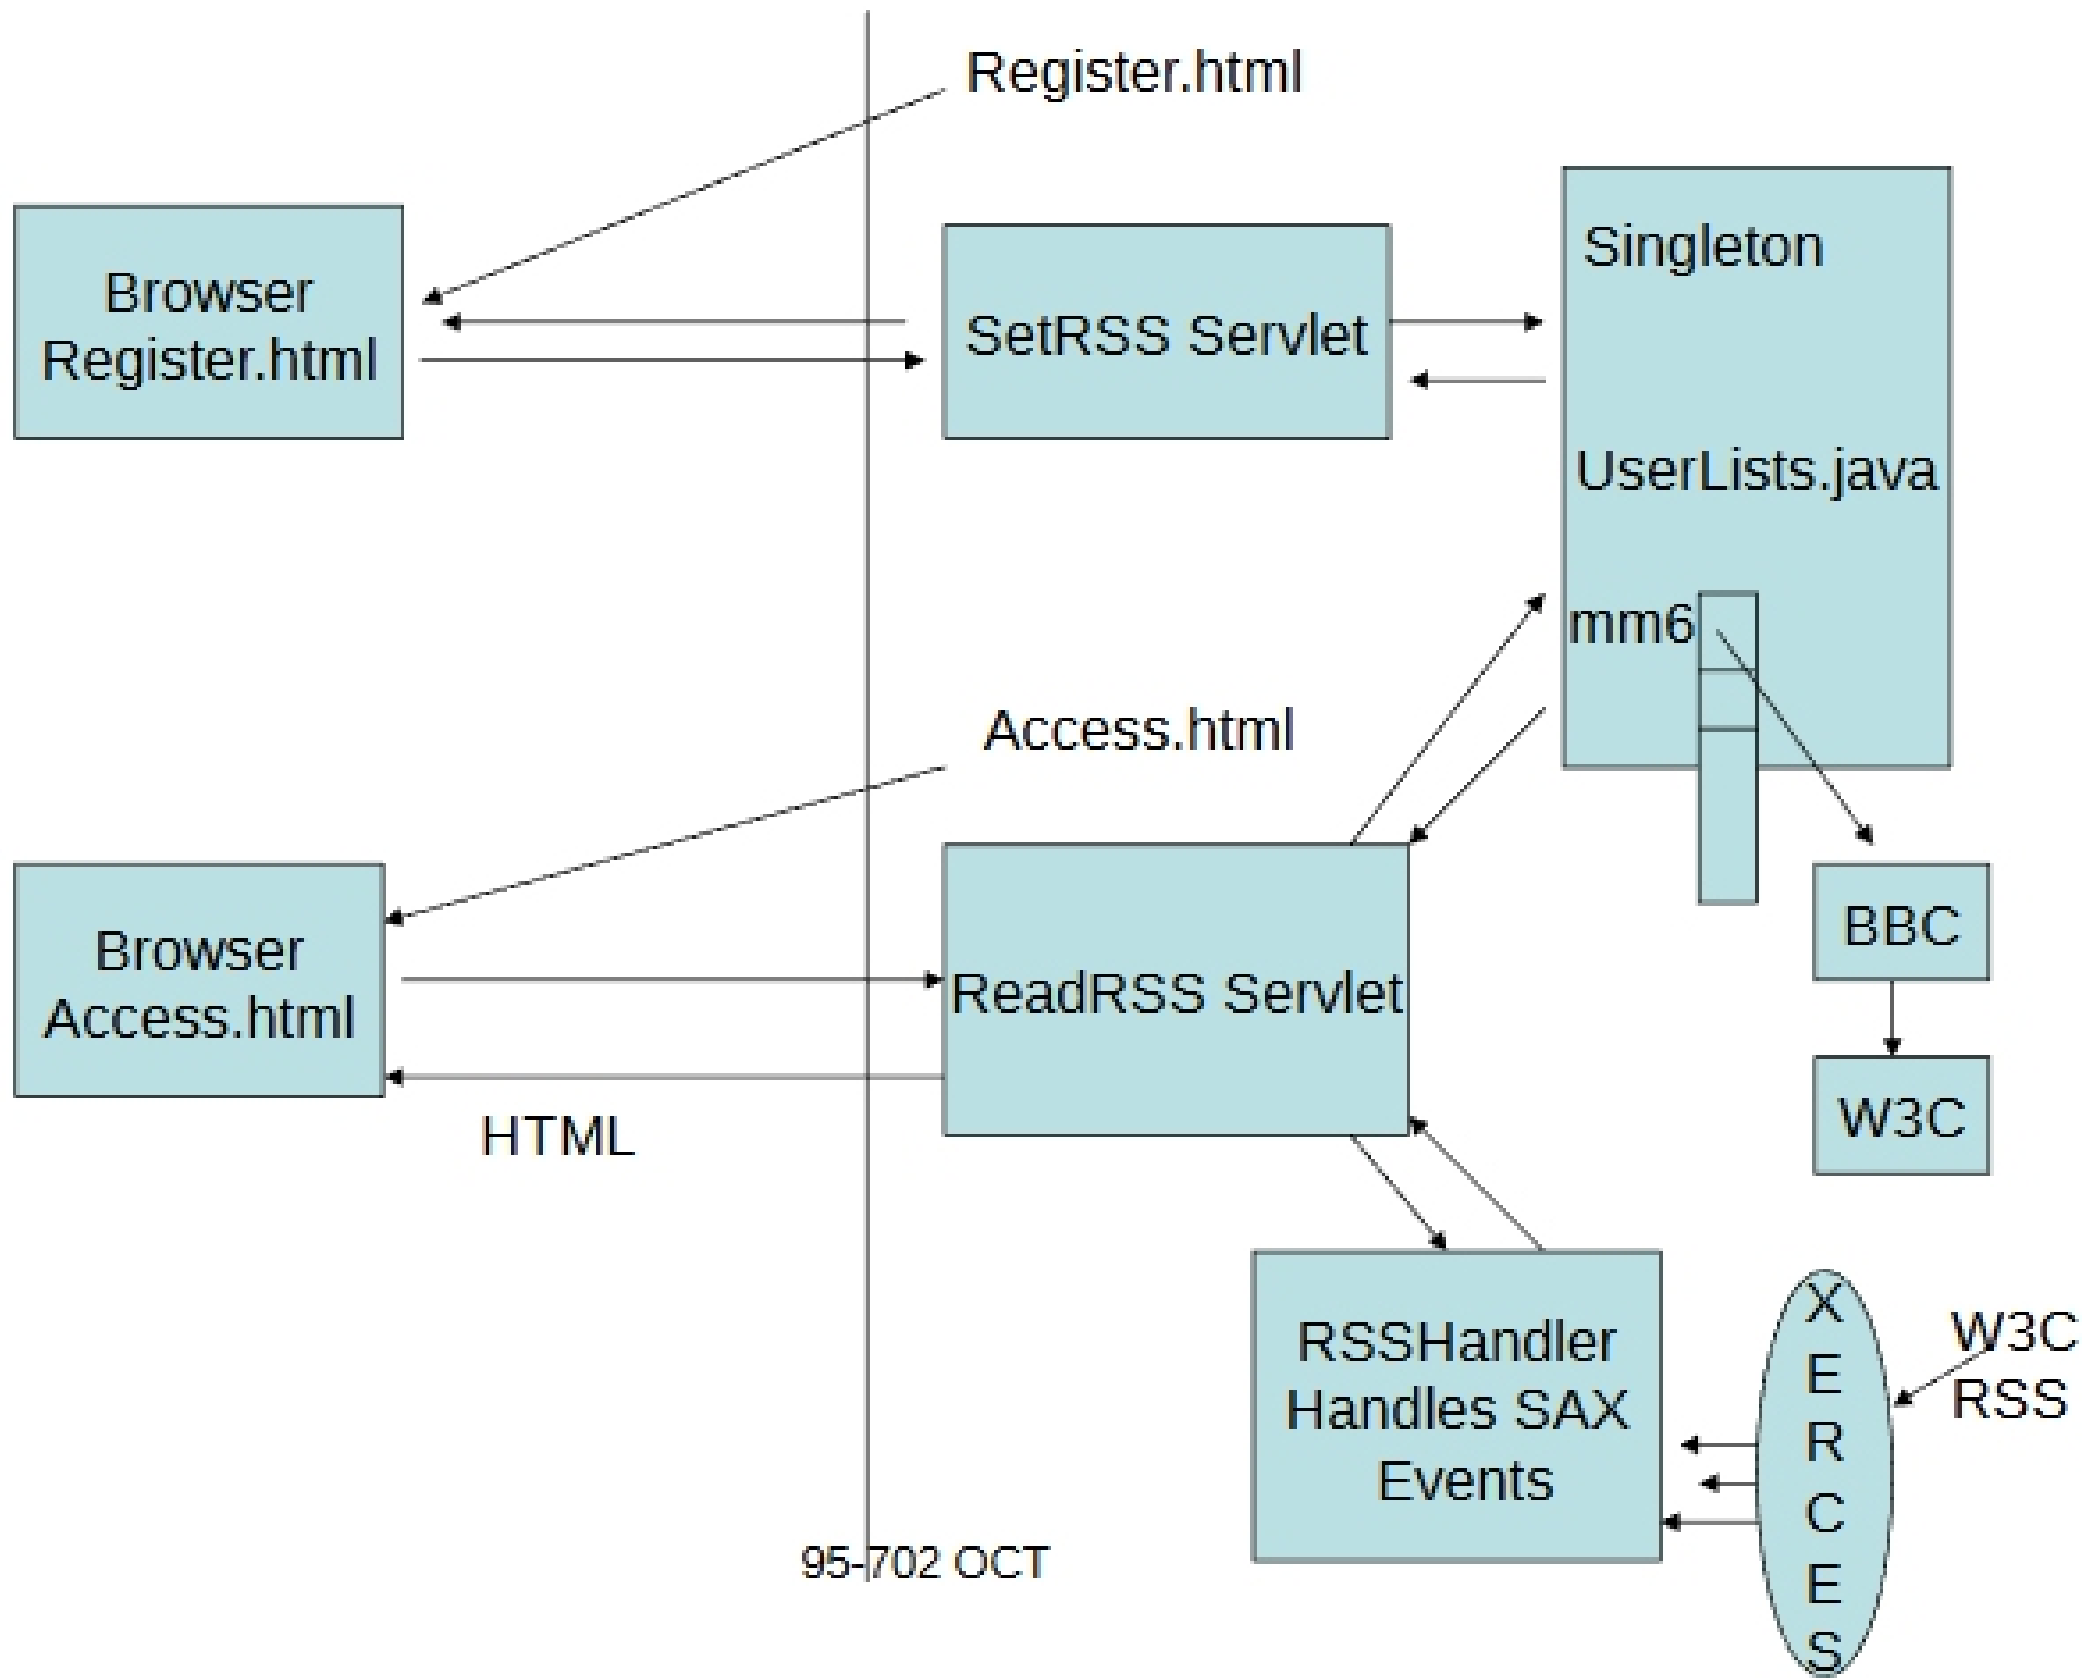 Register.html
Browser
Register.html
SetRSS Servlet
Singleton
UserLists.java
mm6
Access.html
Browser
Access.html
ReadRSS Servlet
HTML
BBC
W3C
RSSHandler
Handles SAX
Events
X
E
R
C
E
S
W3C
RSS
95-702 OCT